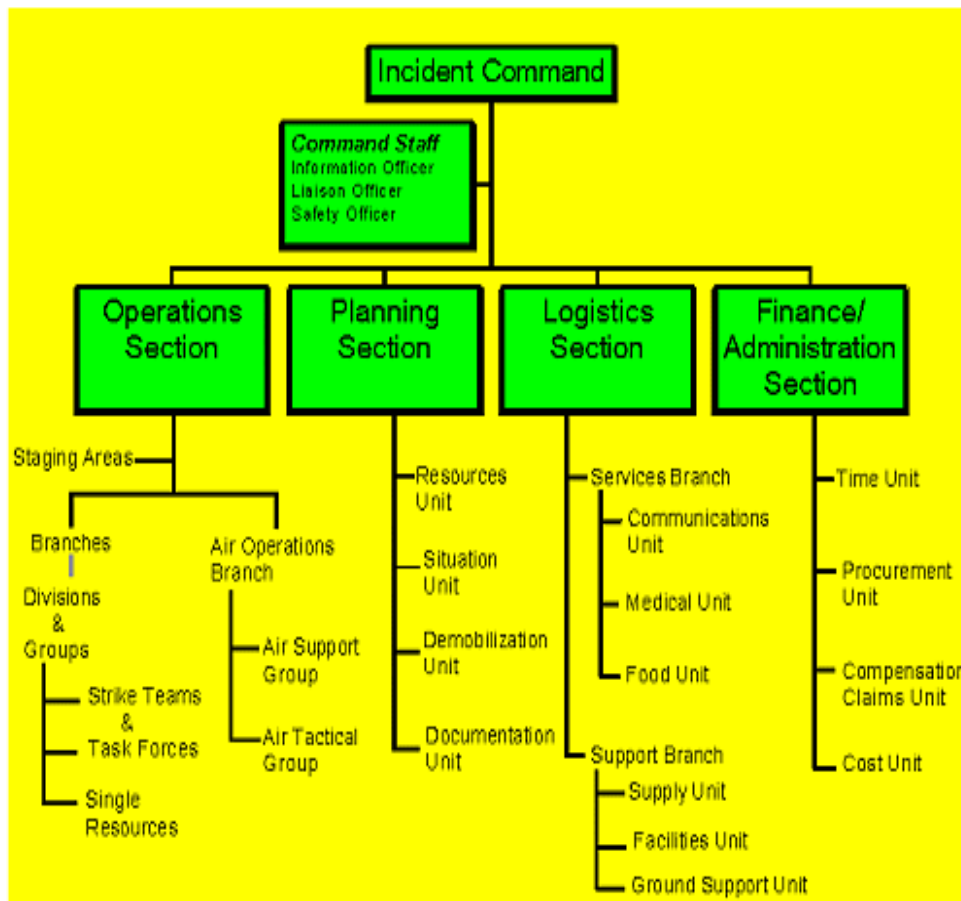 Incident Command
Command Staff
Information Officer
Liaison Officer
Safety Officer
Operations
Section
Planning
Section
Logistics
Section
Finance/
Administration
Section
Staging Areas
Branches
Divisions
&
Groups
Strike Teams
&
Task Forces
Single
Resources
Air Operations
Branch
Air Support
Group
Air Tactical
Group
Resources
Unit
Situation
Unit
Demobilization
Unit
Documentation
Unit
Services Branch
Communications
Unit
Medical Unit
Food Unit
Support Branch
Supply Unit
Facilities Unit
Ground Support Unit
Time Unit
Procurement
Unit
Compensation
Claims Unit
Cost Unit